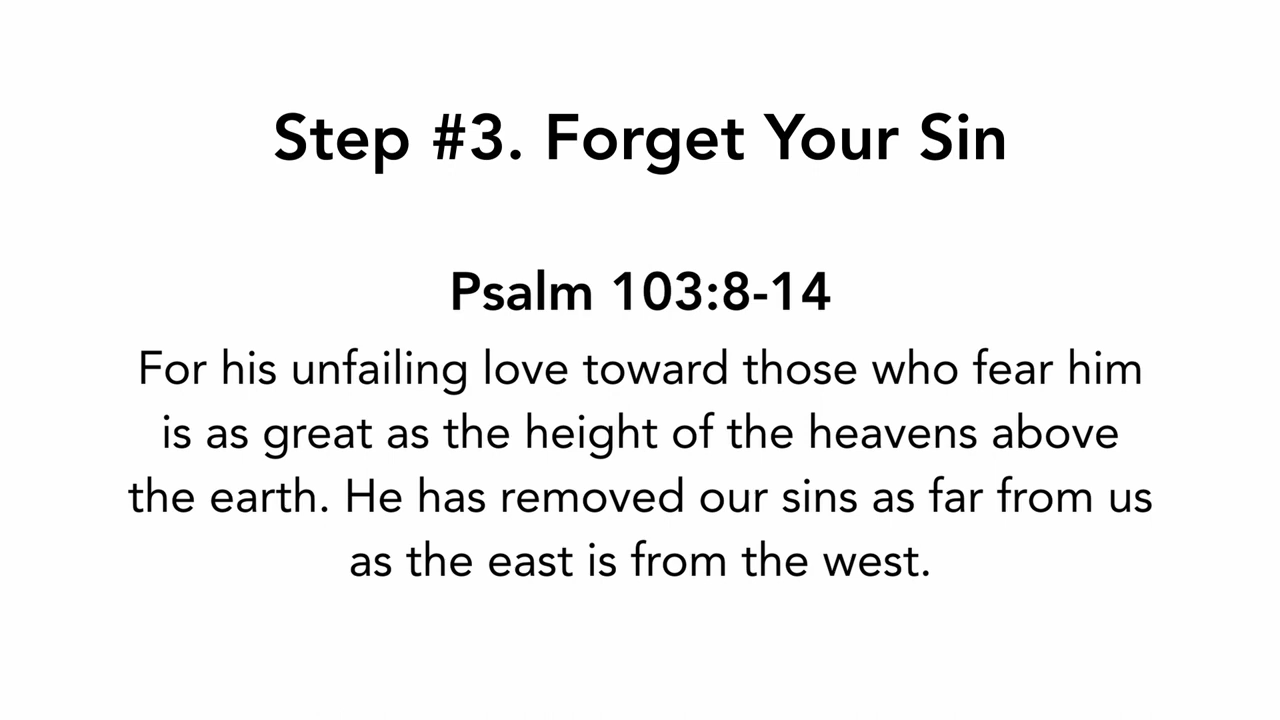 Step #3. Forget Your Sin
Psalm 103:8-14
For his unfailing love toward those who fear him
is as great as the height of the heavens above
the earth. He has removed our sins as far from us
as the east is from the west.